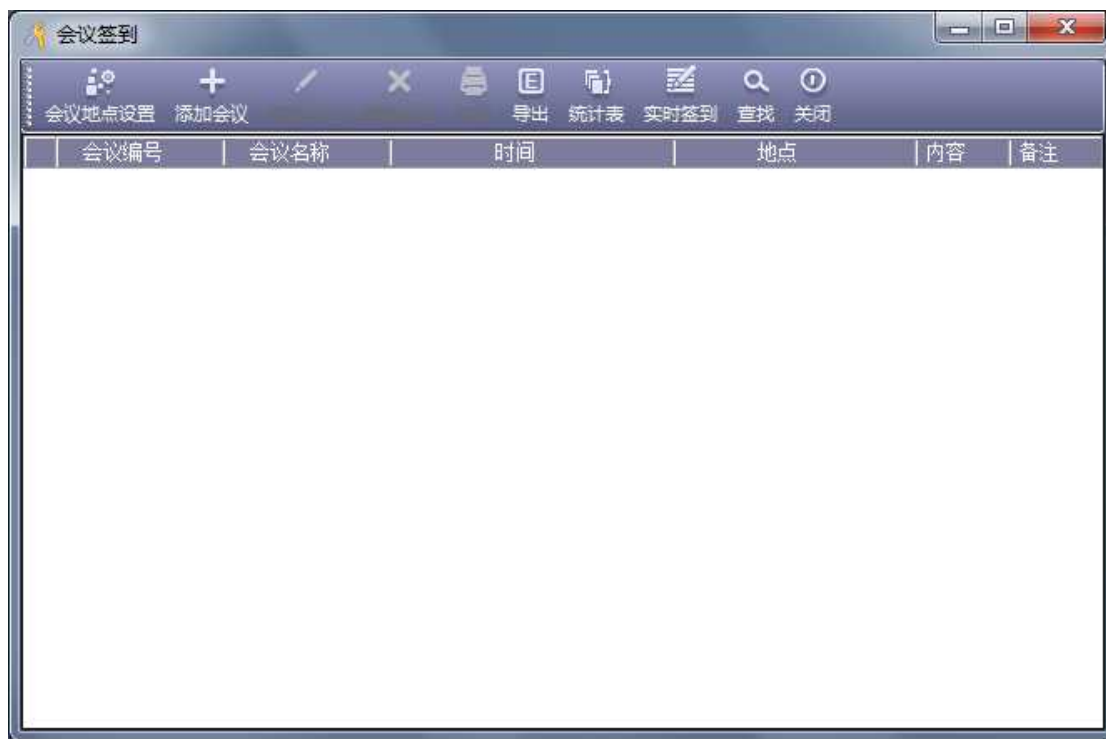 会议签到
会议地点设置 添加会议 导出 统计表 实时签到 查找 关闭
会议编号 会议名称 时间 地点 内容 备注